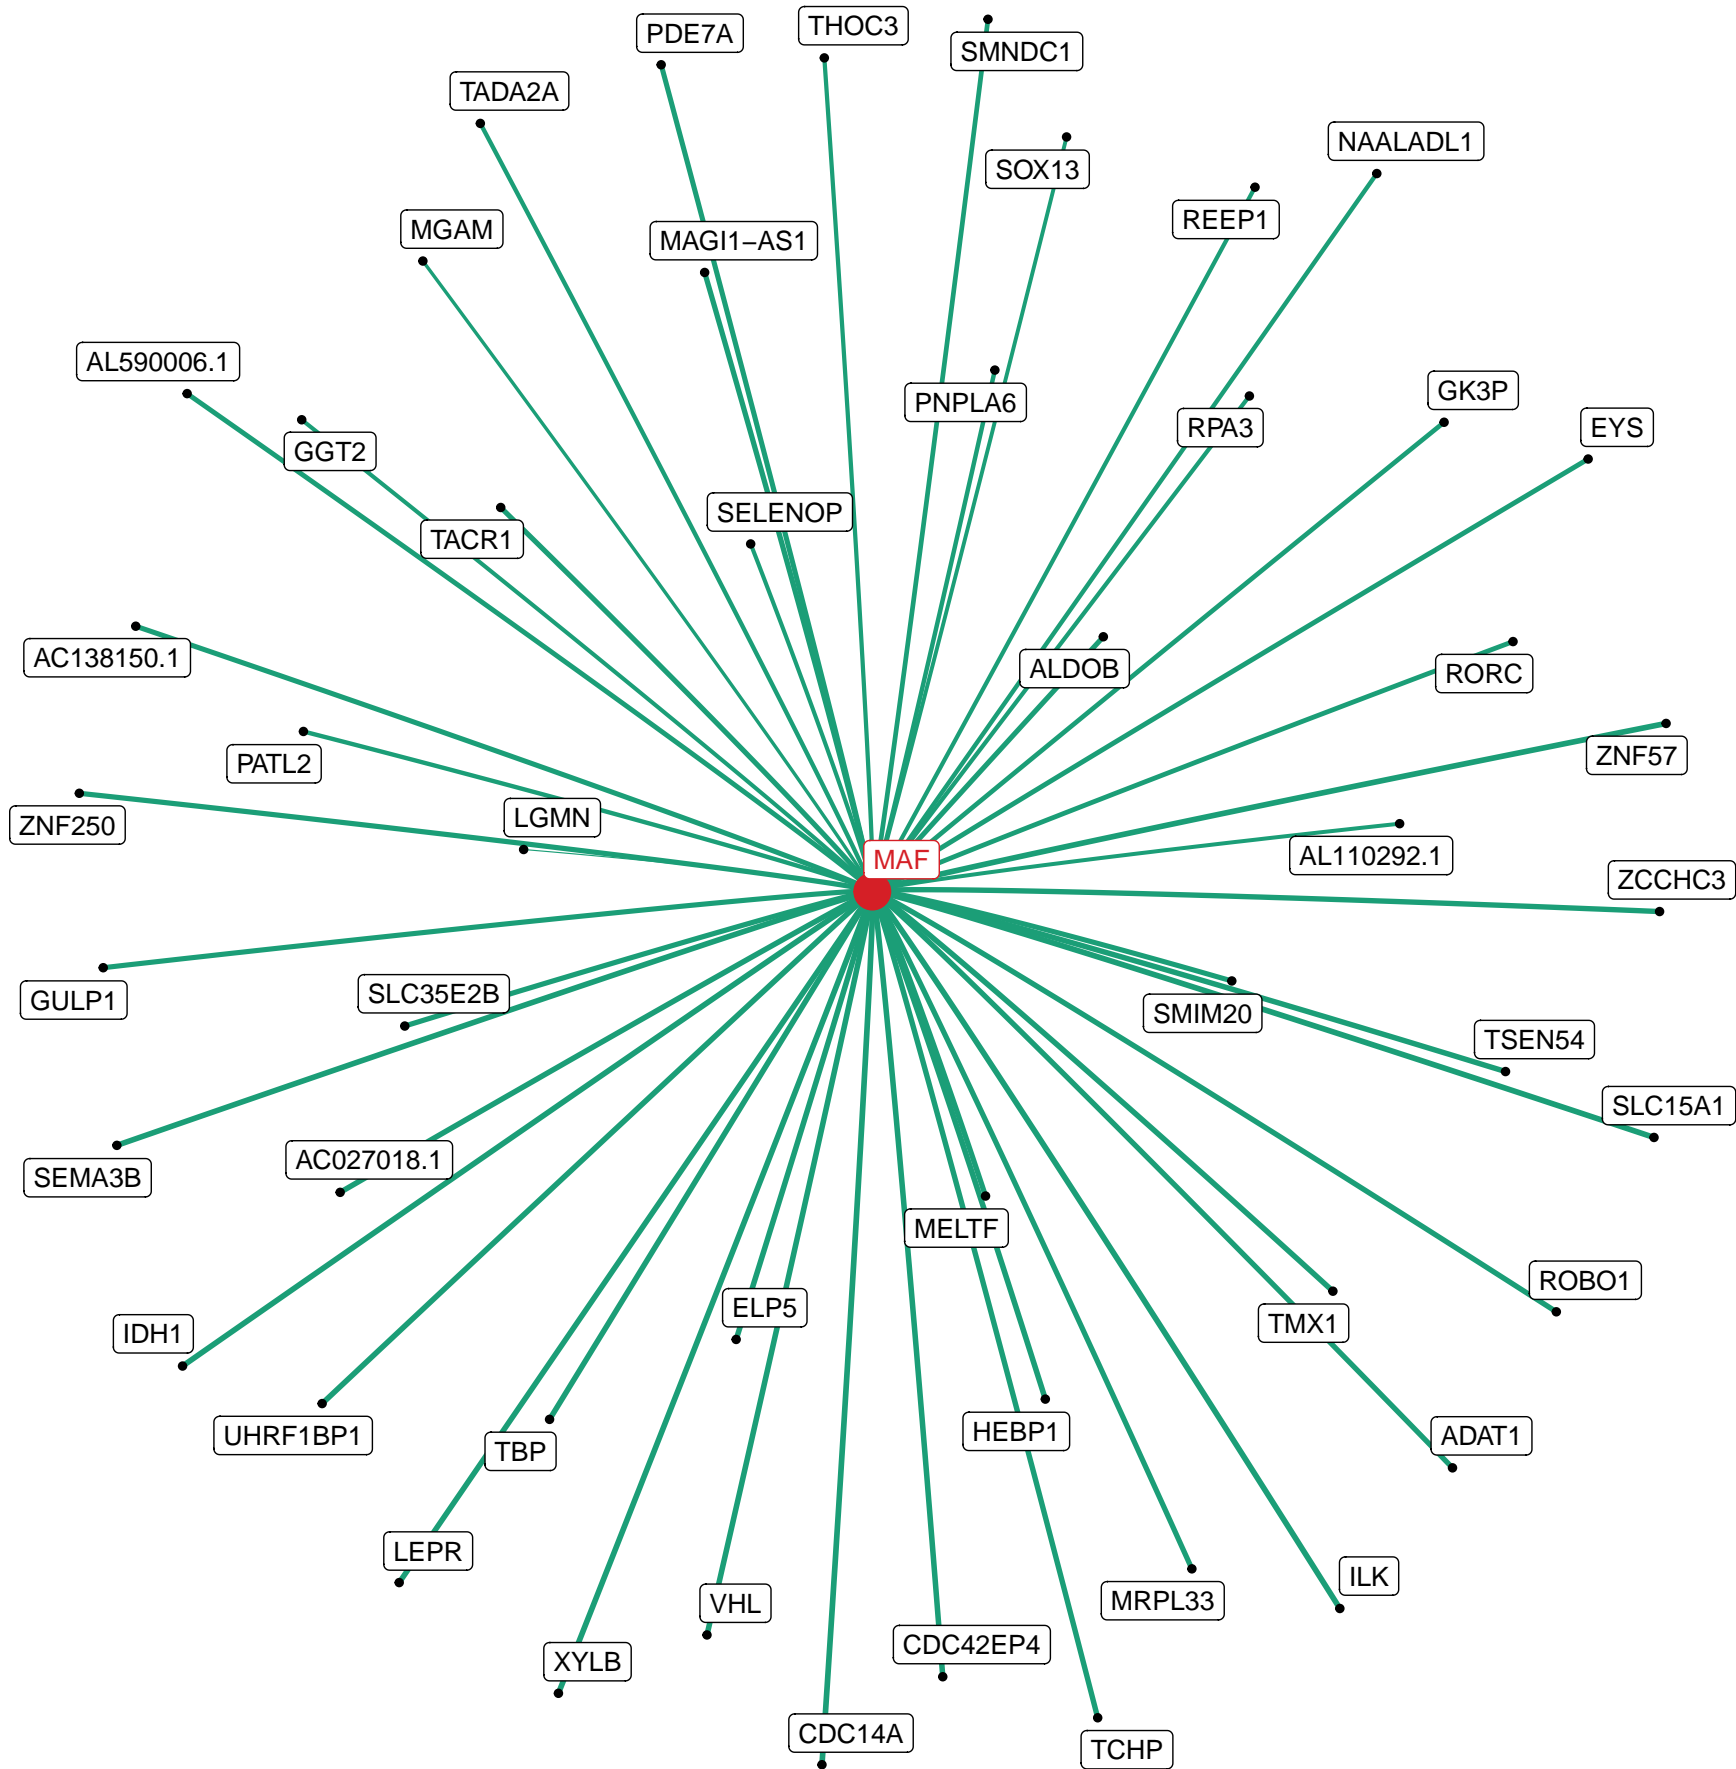 THOC3
PDE7A
SMNDC1
TADA2A
NAALADL1
SOX13
REEP1
MGAM
MAGI1−AS1
AL590006.1
GK3P
PNPLA6
RPA3
EYS
GGT2
SELENOP
TACR1
AC138150.1
ALDOB
RORC
ZNF57
PATL2
LGMN
ZNF250
AL110292.1
MAF
ZCCHC3
SLC35E2B
GULP1
SMIM20
TSEN54
SLC15A1
AC027018.1
SEMA3B
MELTF
ROBO1
ELP5
TMX1
IDH1
HEBP1
UHRF1BP1
ADAT1
TBP
LEPR
ILK
MRPL33
VHL
CDC42EP4
XYLB
CDC14A
TCHP